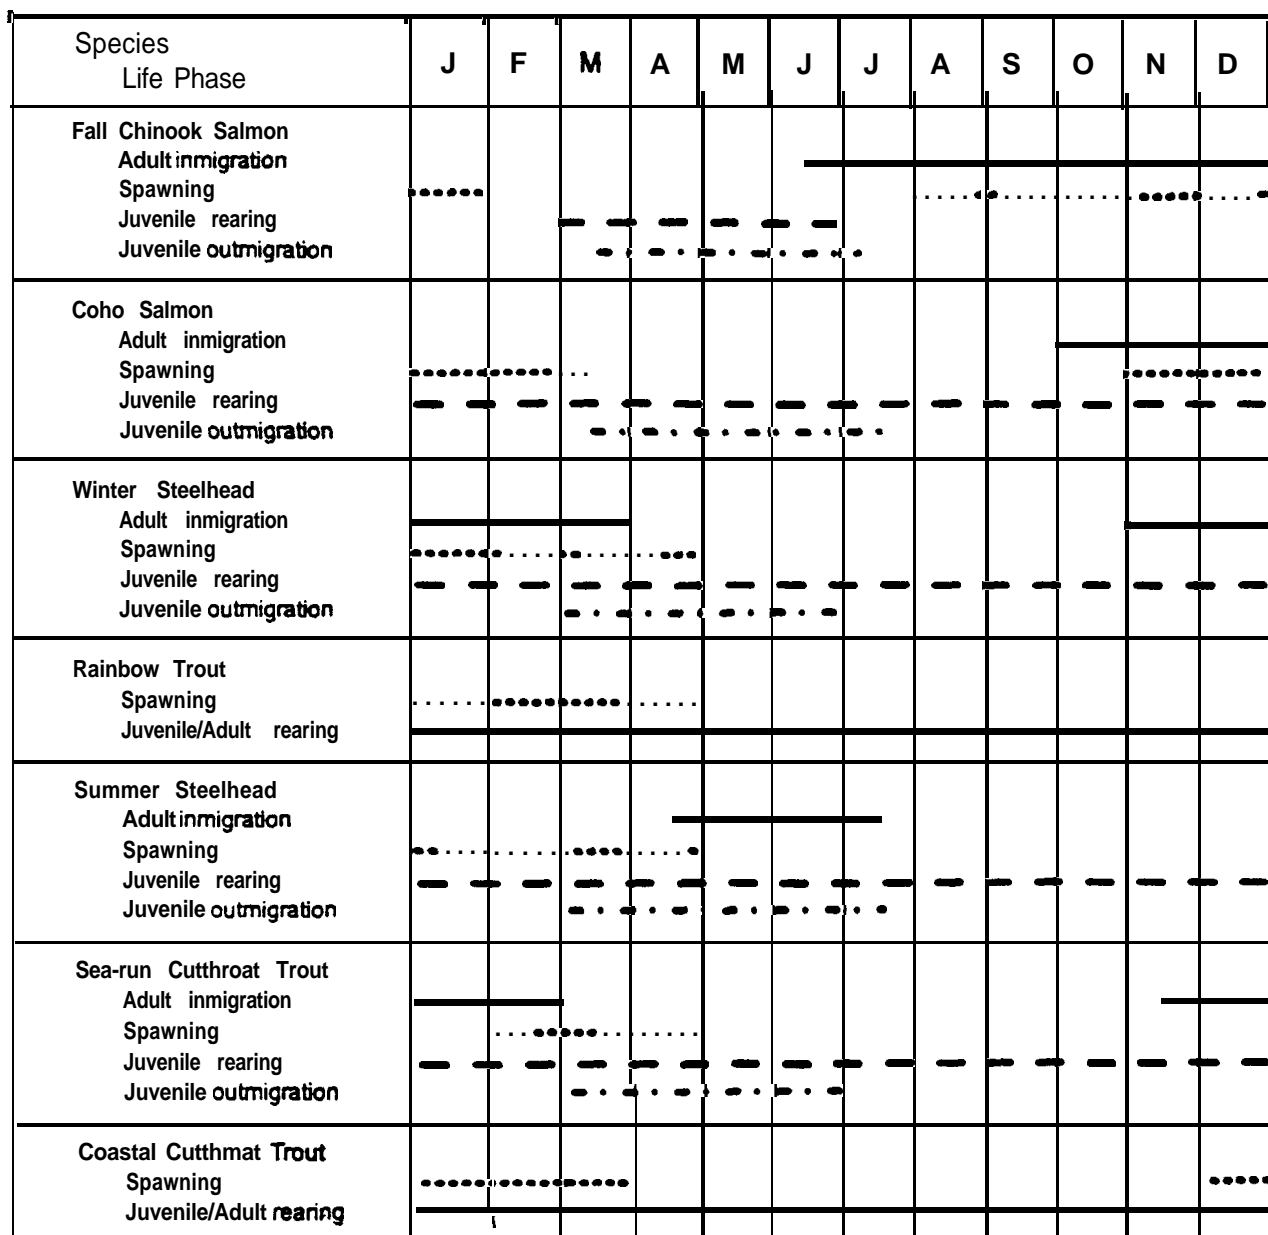 Species
Life Phase
J F M A M J J A S O N D
Fall Chinook Salmon
Adult inmigration
Spawning
Juvenile rearing
Juvenile outmigration
Coho Salmon
Adult inmigration
Spawning
Juvenile rearing
Juvenile outmigration
Winter Steelhead
Adult inmigration
Spawning
Juvenile rearing
Juvenile outmigration
Rainbow Trout
Spawning
Juvenile/Adult rearing
Summer Steelhead
Adult inmigration
Spawning
Juvenile rearing
Juvenile outmigration
Sea-run Cutthroat Trout
Adult inmigration
Spawning
Juvenile rearing
Juvenile outmigration
Coastal Cutthmat Trout
Spawning
Juvenile/Adult rearing